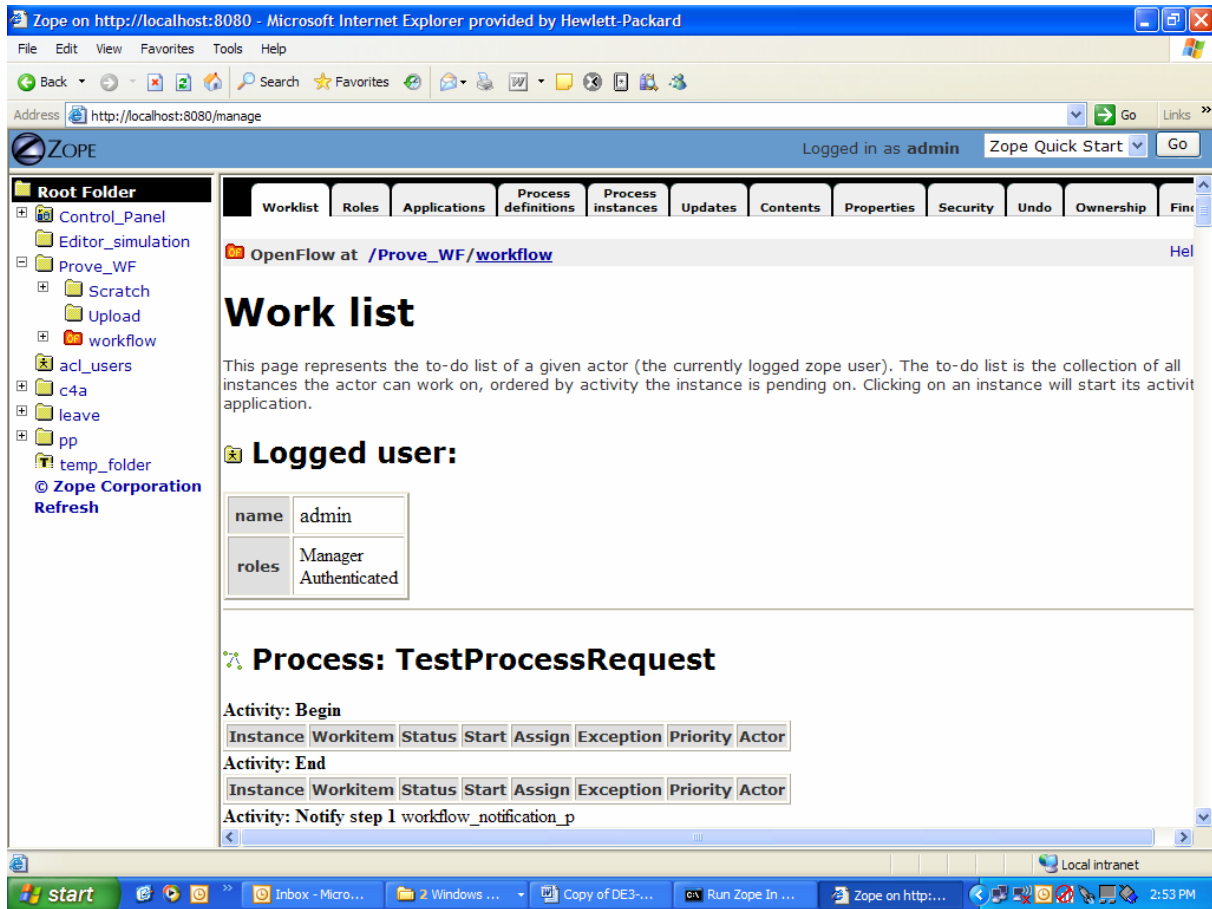 Zope on http://localhost:8080 - Microsoft Internet Explorer provided by Hewlett-Packard
File Edit View Favorites Tools Help
Back Search Favorites
Address http://localhost:8080/manage Go Links »
ZOPE Logged in as admin Zope Quick Start Go
Root Folder
Control_Panel
Editor_simulation
Prove_WF
Scratch
Upload
workflow
acl_users
c4a
leave
pp
temp_folder
© Zope Corporation
Refresh
Worklist Roles Applications Process definitions Process instances Updates Contents Properties Security Undo Ownership Find
OpenFlow at /Prove_WF/workflow Hel
Work list
This page represents the to-do list of a given actor (the currently logged zope user). The to-do list is the collection of all
instances the actor can work on, ordered by activity the instance is pending on. Clicking on an instance will start its activit
application.
Logged user:
name admin
roles Manager
Authenticated
Process: TestProcessRequest
Activity: Begin
Instance Workitem Status Start Assign Exception Priority Actor
Activity: End
Instance Workitem Status Start Assign Exception Priority Actor
Activity: Notify step 1 workflow_notification_p
Local intranet
start » Inbox - Micro... 2 Windows ... Copy of DE3-... Run Zope In ... Zope on http:... 2:53 PM